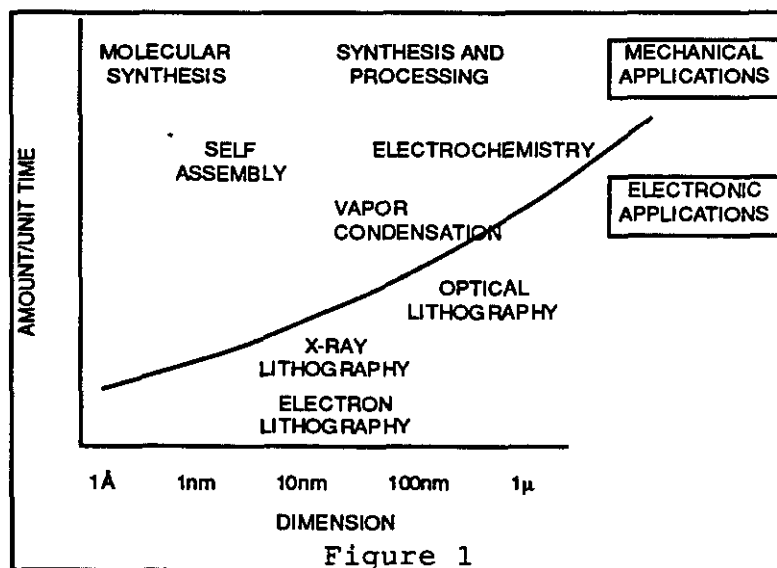 MOLECULAR
SYNTHESIS
SYNTHESIS AND
PROCESSING
MECHANICAL
APPLICATIONS
SELF
ASSEMBLY
ELECTROCHEMISTRY
ELECTRONIC
APPLICATIONS
VAPOR
CONDENSATION
AMOUNT/UNIT TIME
OPTICAL
LITHOGRAPHY
X-RAY
LITHOGRAPHY
ELECTRON
LITHOGRAPHY
1Å 1nm 10nm 100nm 1μ
DIMENSION
Figure 1